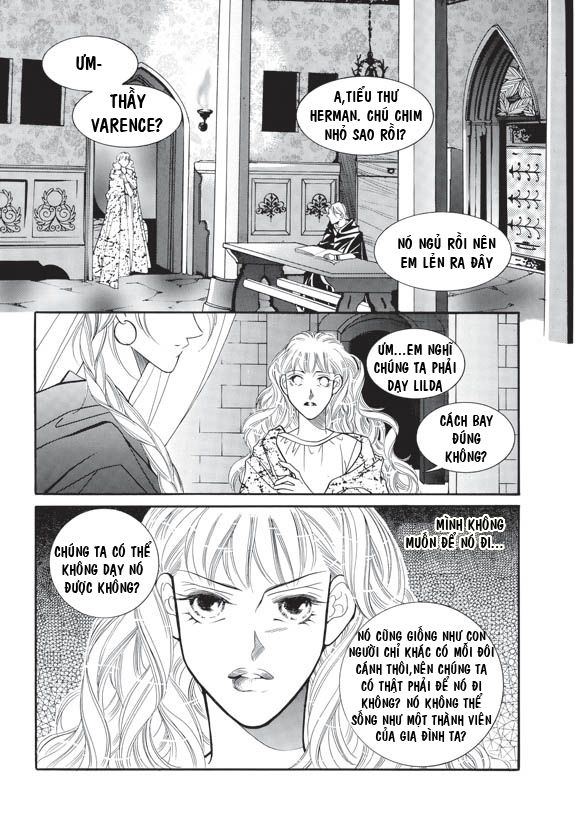 ƯM-
THẦY
VARENCE?
A,TIỂU THƯ
HERMAN. CHÚ CHIM
NHỎ SAO RỒI?
NÓ NGỦ RỒI NÊN
EM LẺN RA ĐÂY
ƯM...EM NGHĨ
CHÚNG TA PHẢI
DẠY LILDA
CÁCH BAY
ĐÚNG
KHÔNG?
MÌNH KHÔNG
MUỐN ĐỂ NÓ ĐI...
CHÚNG TA CÓ THỂ
KHÔNG DẠY NÓ
ĐƯỢC KHÔNG?
NÓ CŨNG GIỐNG NHƯ CON
NGƯỜI CHỈ KHÁC CÓ MỖI ĐÔI
CÁNH THÔI,NÊN CHÚNG TA
CÓ THẬT PHẢI ĐỂ NÓ ĐI
KHÔNG? NÓ KHÔNG THỂ
SỐNG NHƯ MỘT THÀNH VIÊN
CỦA GIA ĐÌNH TA?